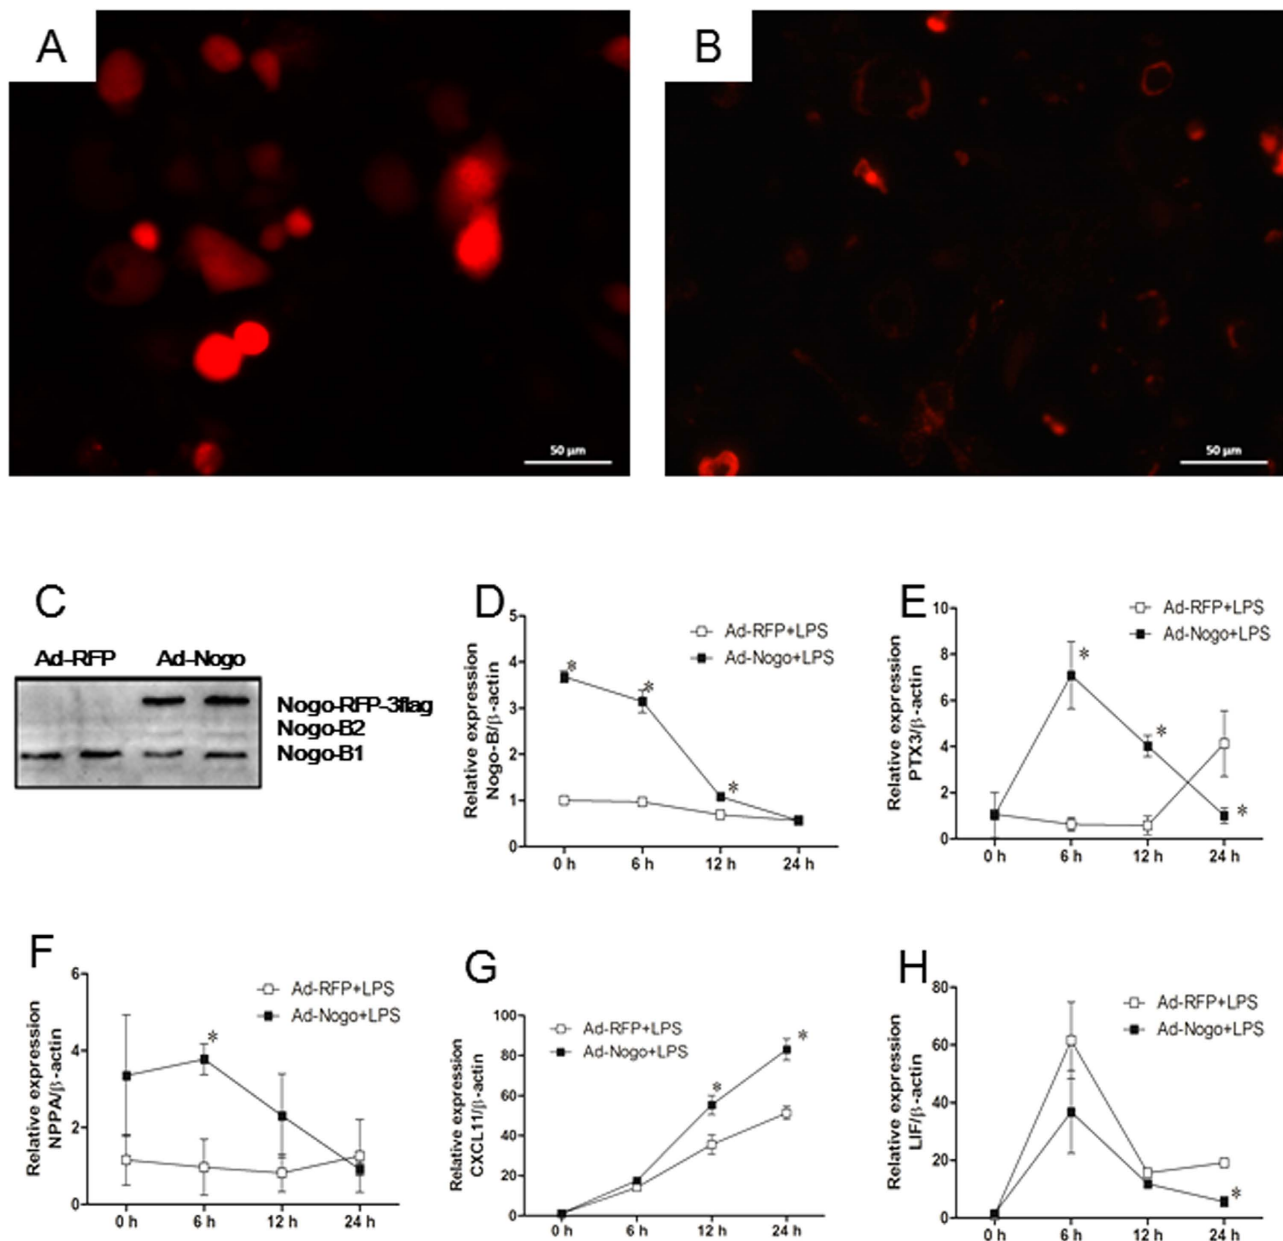 A
B
50 µm
50 µm
C
Ad-RFP Ad-Nogo
Nogo-RFP-3flag
Nogo-B2
Nogo-B1
D
Relative expression
Nogo-B/β-actin
5
4
3
2
1
0
Ad-RFP+LPS
Ad-Nogo+LPS
*
*
*
0 h 6 h 12 h 24 h
E
Relative expression
PTX3/β-actin
10
8
6
4
2
0
Ad-RFP+LPS
Ad-Nogo+LPS
*
*
*
0 h 6 h 12 h 24 h
F
Relative expression
NPPA/β-actin
6
4
2
0
Ad-RFP+LPS
Ad-Nogo+LPS
*
0 h 6 h 12 h 24 h
G
Relative expression
CXCL11/β-actin
100
80
60
40
20
0
Ad-RFP+LPS
Ad-Nogo+LPS
*
*
0 h 6 h 12 h 24 h
H
Relative expression
LIF/β-actin
80
60
40
20
0
Ad-RFP+LPS
Ad-Nogo+LPS
*
0 h 6 h 12 h 24 h